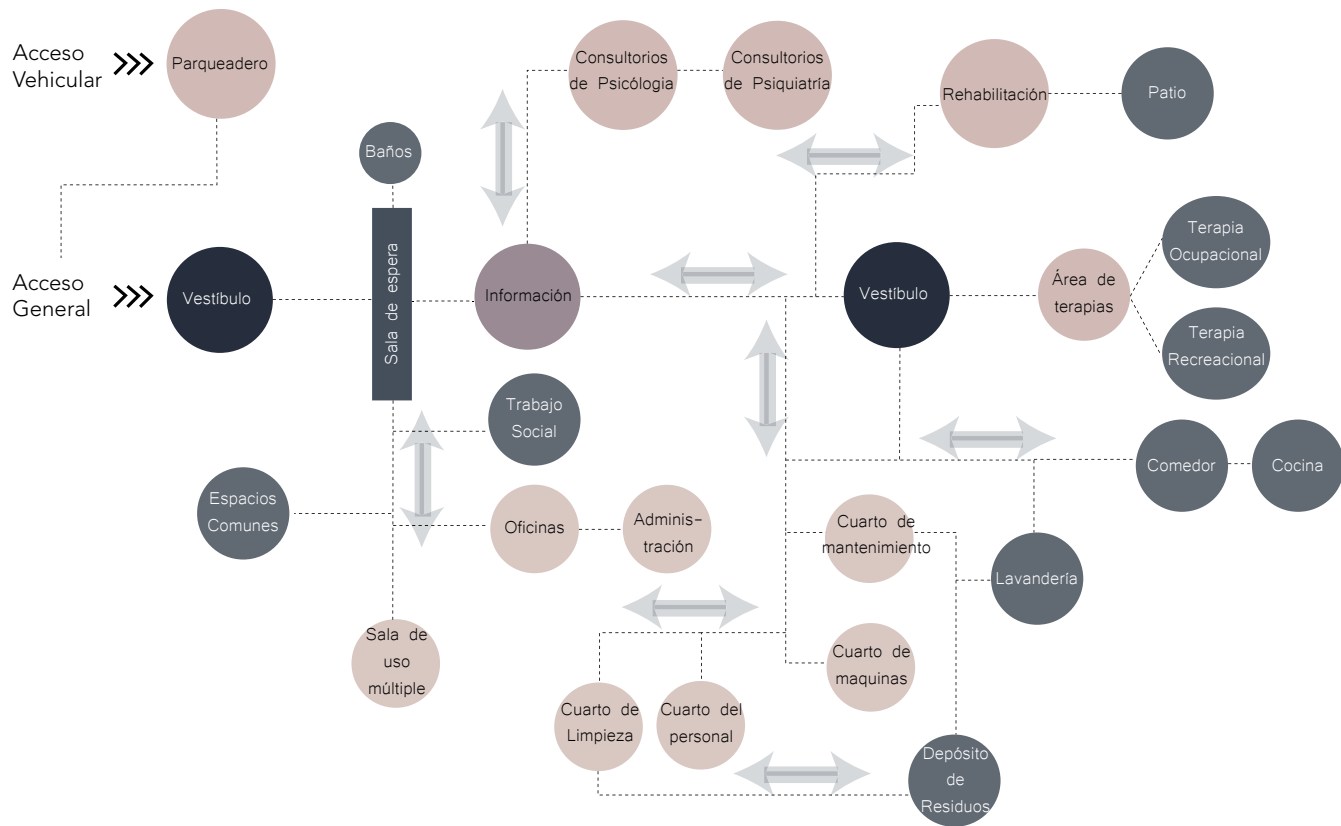 Acceso
Vehicular
Parqueadero
Consultorios
de Psicólogia
Consultorios
de Psiquiatría
Rehabilitación
Patio
Baños
Acceso
General
Vestíbulo
Sala de espera
Información
Vestíbulo
Área de
terapias
Terapia
Ocupacional
Terapia
Recreacional
Trabajo
Social
Espacios
Comunes
Oficinas
Adminis-
tración
Cuarto de
mantenimiento
Comedor
Cocina
Lavandería
Sala de
uso
múltiple
Cuarto de
maquinas
Cuarto de
Limpieza
Cuarto del
personal
Depósito
de
Residuos